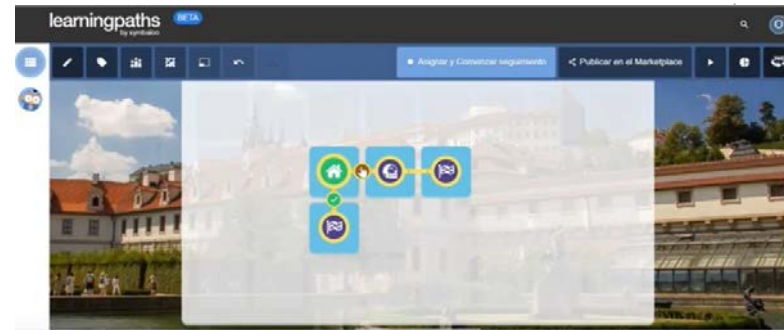 learningpaths BETA
by symbaloo
Asignar y Comenzar seguimiento
Publicar en el Marketplace
O